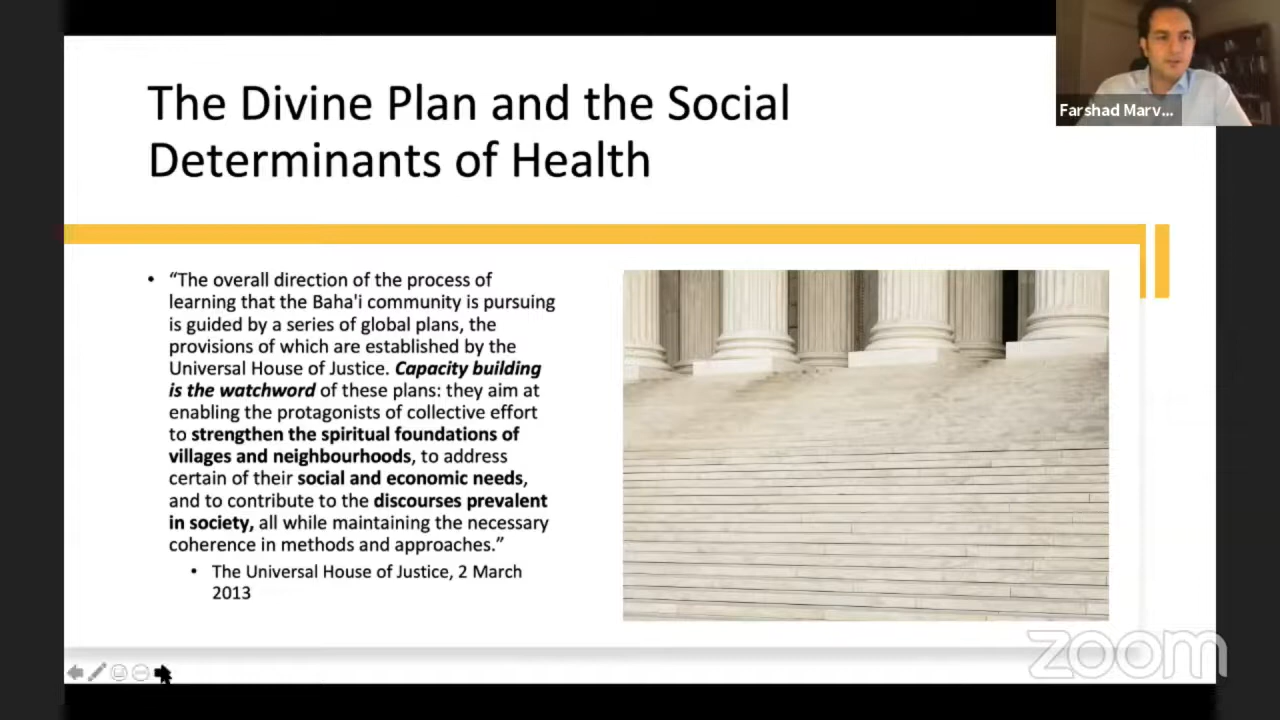 The Divine Plan and the Social
Determinants of Health
Farshad Marv...
• “The overall direction of the process of
learning that the Baha'i community is pursuing
is guided by a series of global plans, the
provisions of which are established by the
Universal House of Justice. Capacity building
is the watchword of these plans: they aim at
enabling the protagonists of collective effort
to strengthen the spiritual foundations of
villages and neighbourhoods, to address
certain of their social and economic needs,
and to contribute to the discourses prevalent
in society, all while maintaining the necessary
coherence in methods and approaches.”
• The Universal House of Justice, 2 March
2013
zoom